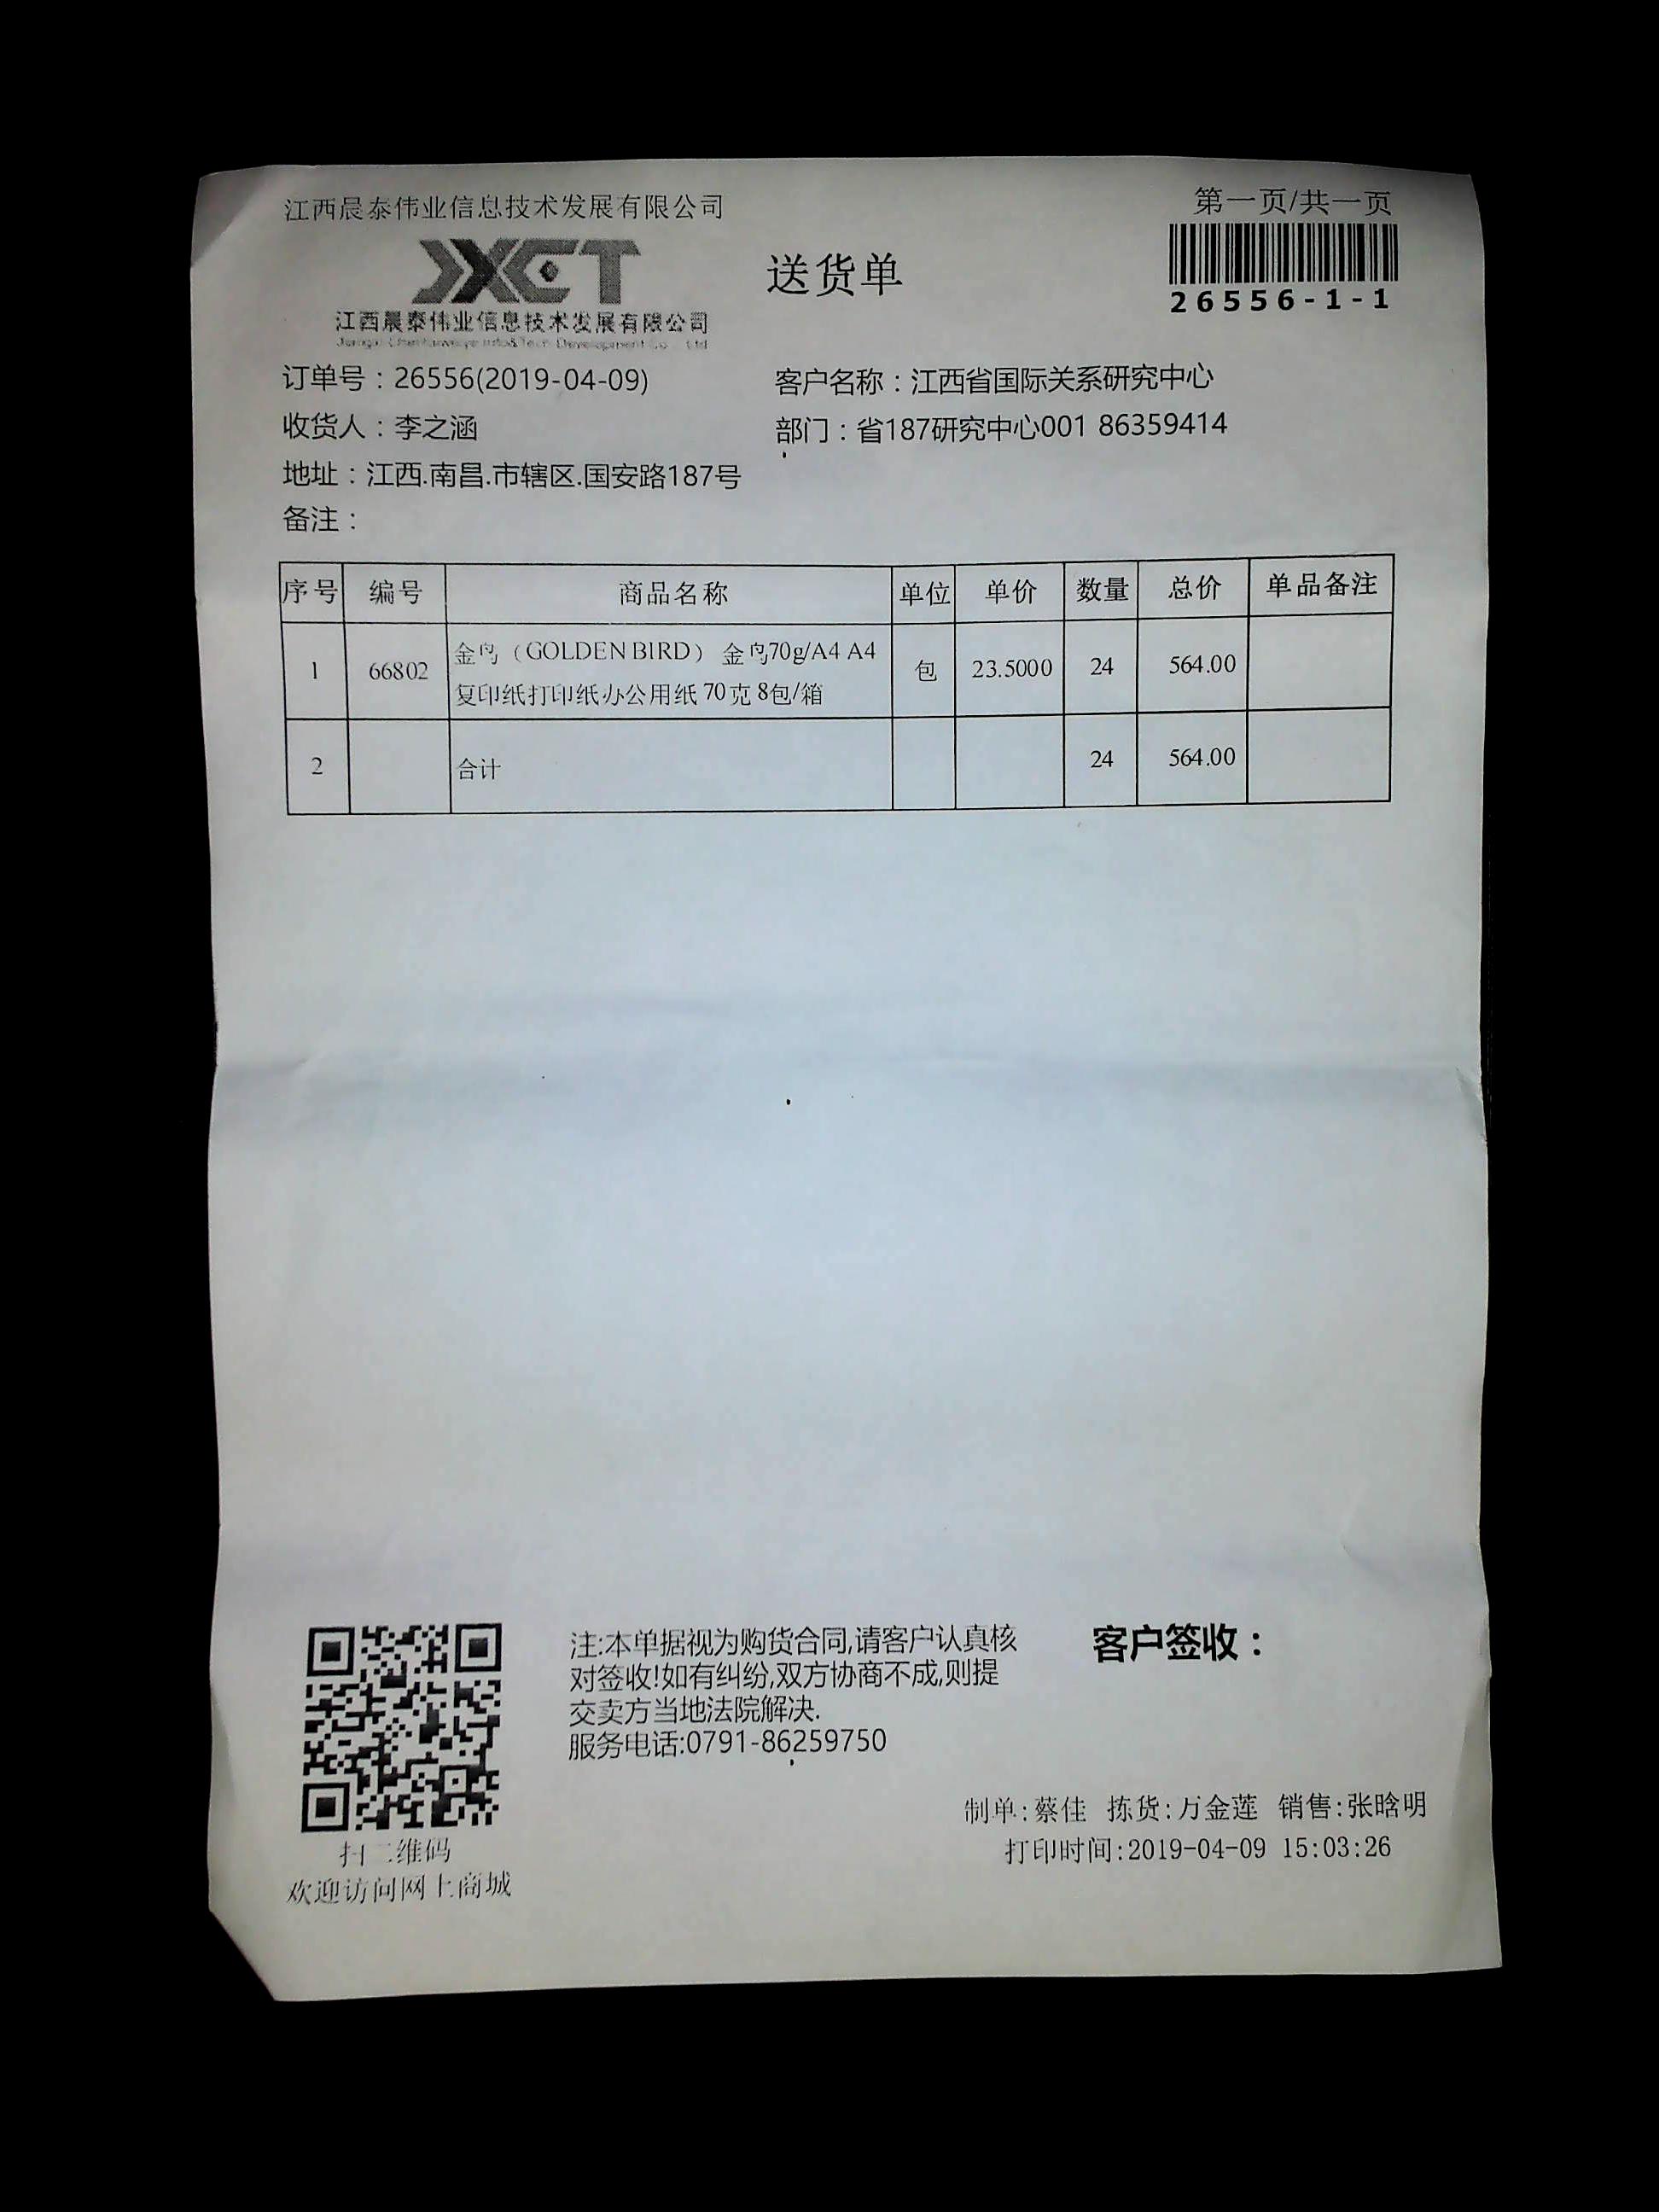 江西晨泰伟业信息技术发展有限公司
第一页/共一页
JXCT
送货单
26556-1-1
江西晨泰伟业信息技术发展有限公司
订单号：26556(2019-04-09)
客户名称：江西省国际关系研究中心
收货人：李之涵
部门：省187研究中心001 86359414
地址：江西.南昌.市辖区.国安路187号
备注：
序号 编号 商品名称 单位 单价 数量 总价 单品备注
1 66802 金鸟（GOLDEN BIRD） 金鸟70g/A4 A4 包 23.5000 24 564.00
复印纸打印纸办公用纸 70克 8包/箱
2 合计 24 564.00
注:本单据视为购货合同,请客户认真核
对签收!如有纠纷,双方协商不成,则提
交卖方当地法院解决.
服务电话:0791-86259750
客户签收：
制单:蔡佳 拣货:万金莲 销售:张晗明
打印时间:2019-04-09 15:03:26
扫二维码
欢迎访问网上商城